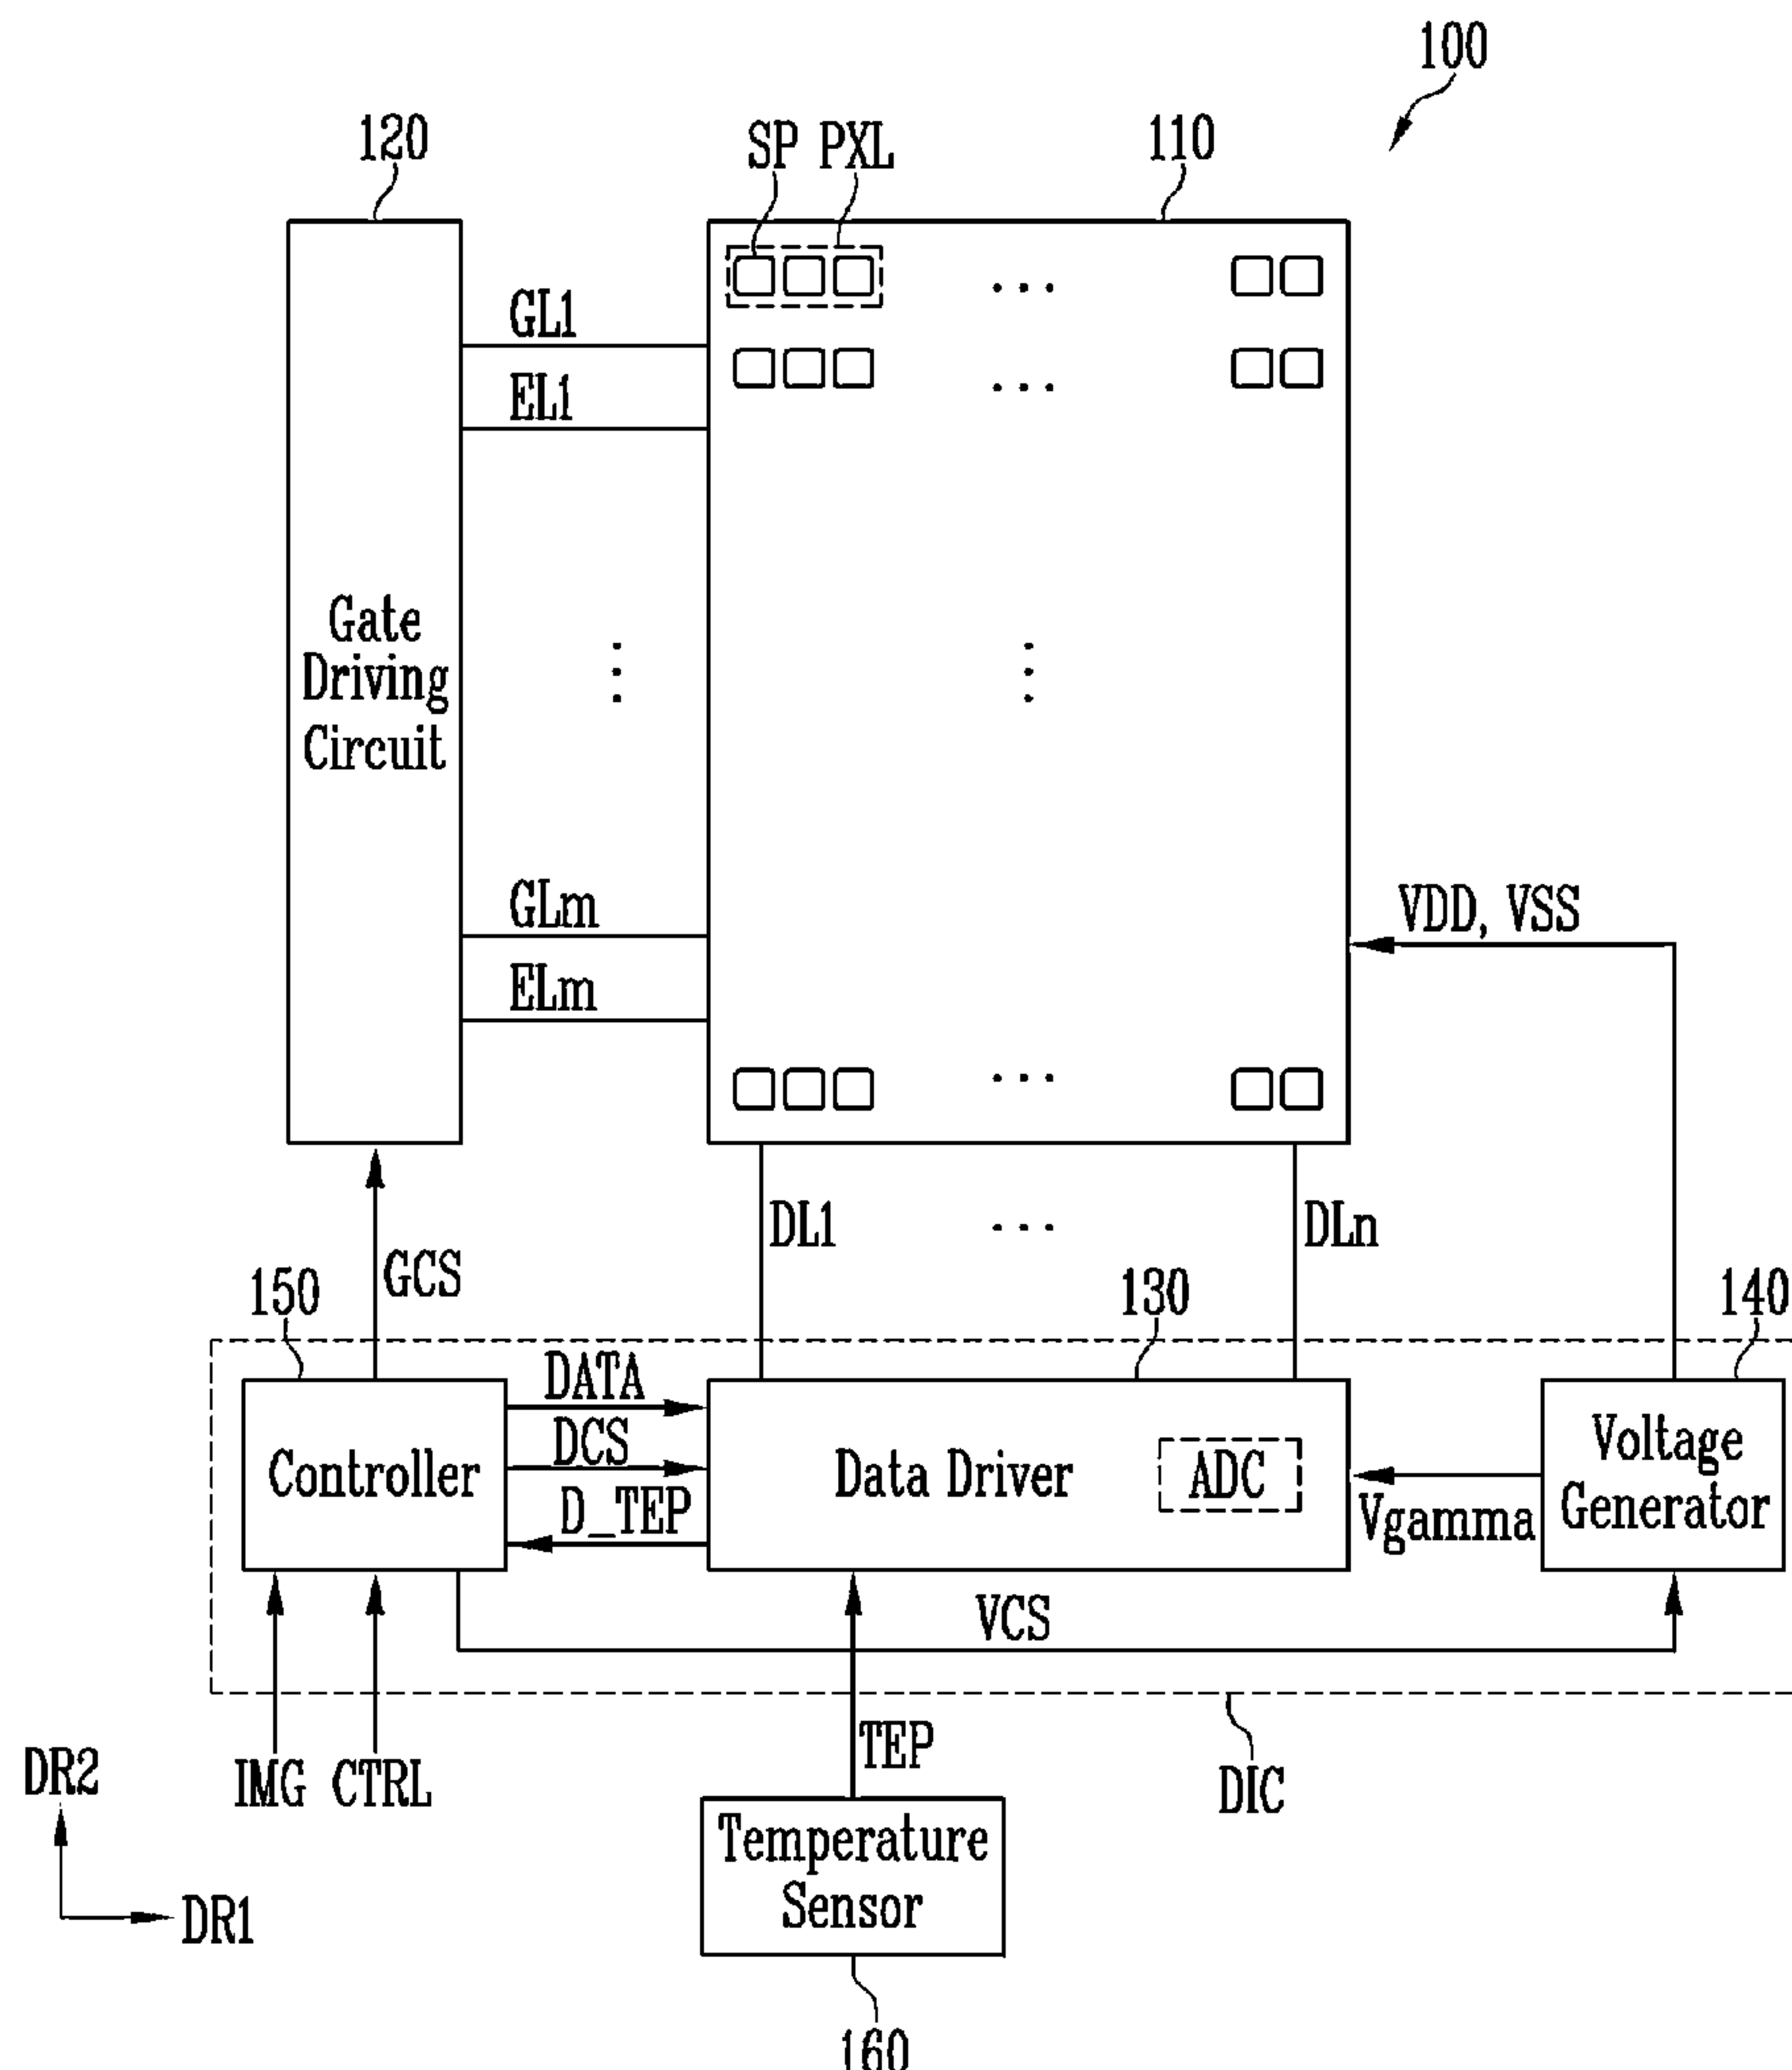 100
120
SP PXL
110
GL1
EL1
Gate
Driving
Circuit
GLm
ELm
VDD, VSS
DL1
DLn
GCS
150
130
140
DATA
DCS
D_TEP
Controller
Data Driver
ADC
Vgamma
Voltage
Generator
VCS
TEP
IMG CTRL
DIC
DR2
DR1
Temperature
Sensor
160